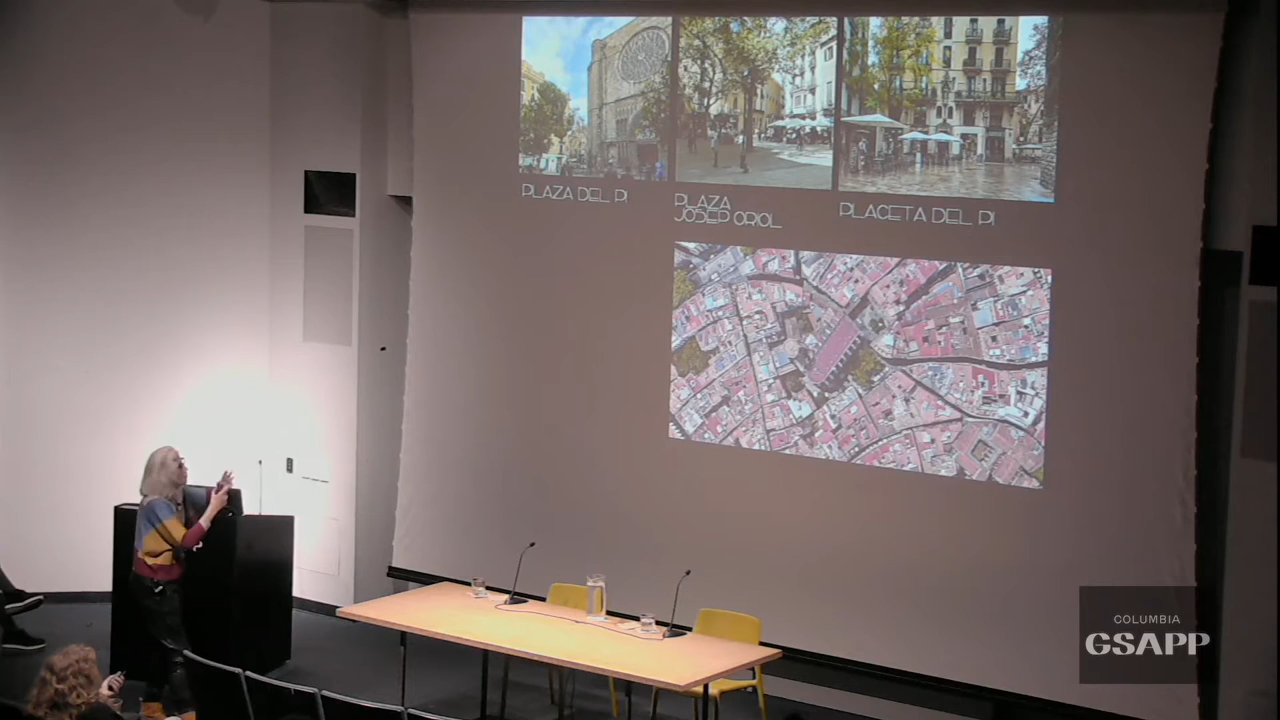 PLAZA DEL PI
PLAZA
JOSEP ORIOL
PLACETA DEL PI
COLUMBIA
GSAPP